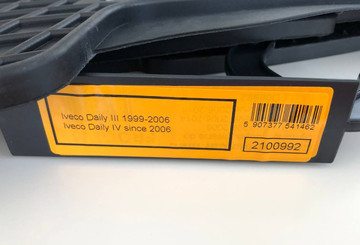 Iveco Daily III 1999-2006
Iveco Daily IV since 2006
5 907377 541462
2100992